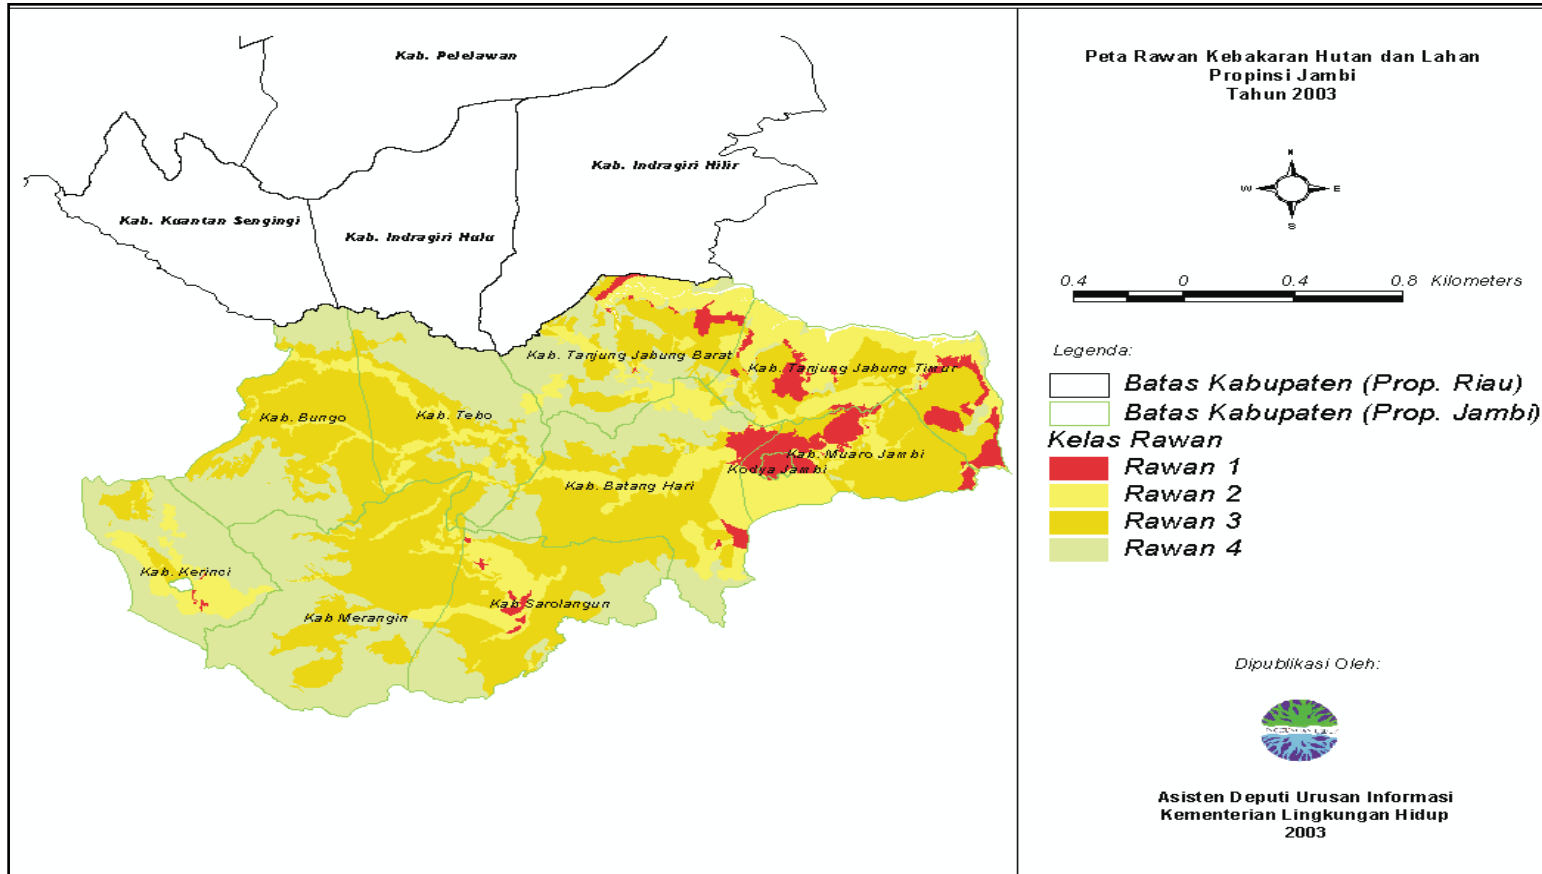 Kab. Pelelawan
Kab. Indragiri Hilir
Kab. Kuantan Sengingi
Kab. Indragiri Hulu
Kab. Tanjung Jabung Barat
Kab. Tanjung Jabung Timur
Kab. Bungo
Kab. Tebo
Kab. Muaro Jambi
Kodya Jambi
Kab. Batang Hari
Kab. Kerinci
Kab Sarolangun
Kab Merangin
Peta Rawan Kebakaran Hutan dan Lahan
Propinsi Jambi
Tahun 2003
N
W E
S
0.4 0 0.4 0.8 Kilometers
Legenda:
Batas Kabupaten (Prop. Riau)
Batas Kabupaten (Prop. Jambi)
Kelas Rawan
Rawan 1
Rawan 2
Rawan 3
Rawan 4
Dipublikasi Oleh:
Asisten Deputi Urusan Informasi
Kementerian Lingkungan Hidup
2003